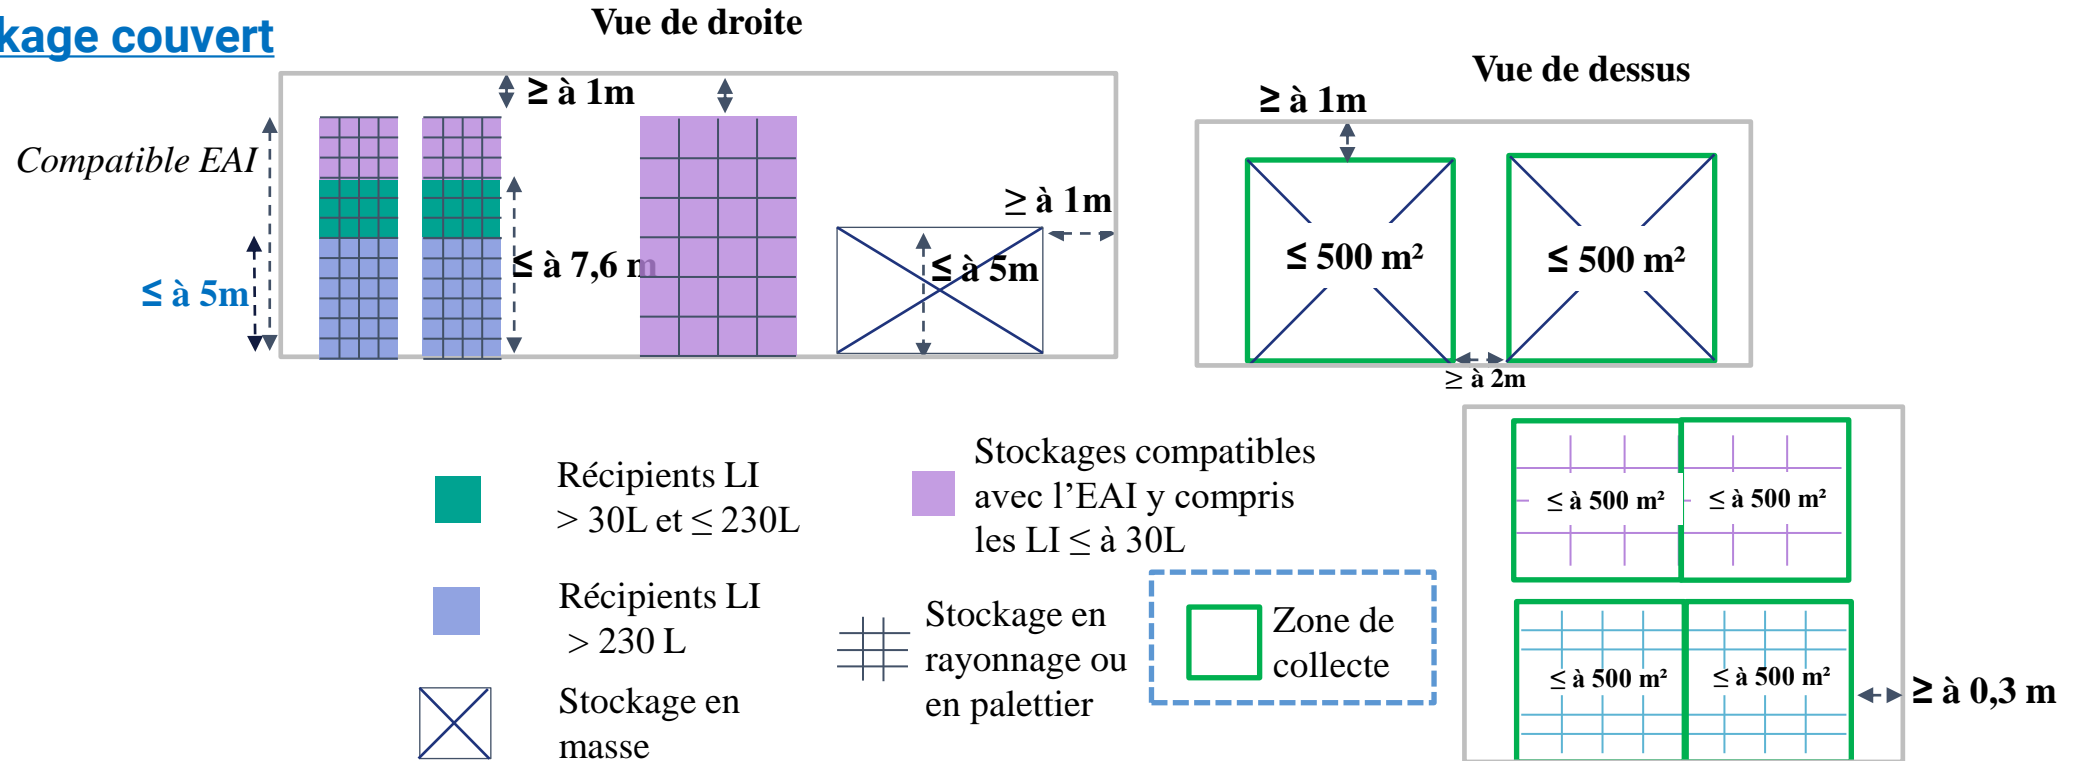 kage couvert
Vue de droite
Vue de dessus
≥ à 1m
≥ à 1m
Compatible EAI
≥ à 1m
≤ à 7,6 m
≤ à 5m
≤ à 5m
≤ 500 m²
≤ 500 m²
≥ à 2m
Récipients LI
> 30L et ≤ 230L
Stockages compatibles
avec l’EAI y compris
les LI ≤ à 30L
≤ à 500 m²
≤ à 500 m²
Récipients LI
> 230 L
Stockage en
rayonnage ou
en palettier
Zone de
collecte
≤ à 500 m²
≤ à 500 m²
≥ à 0,3 m
Stockage en
masse